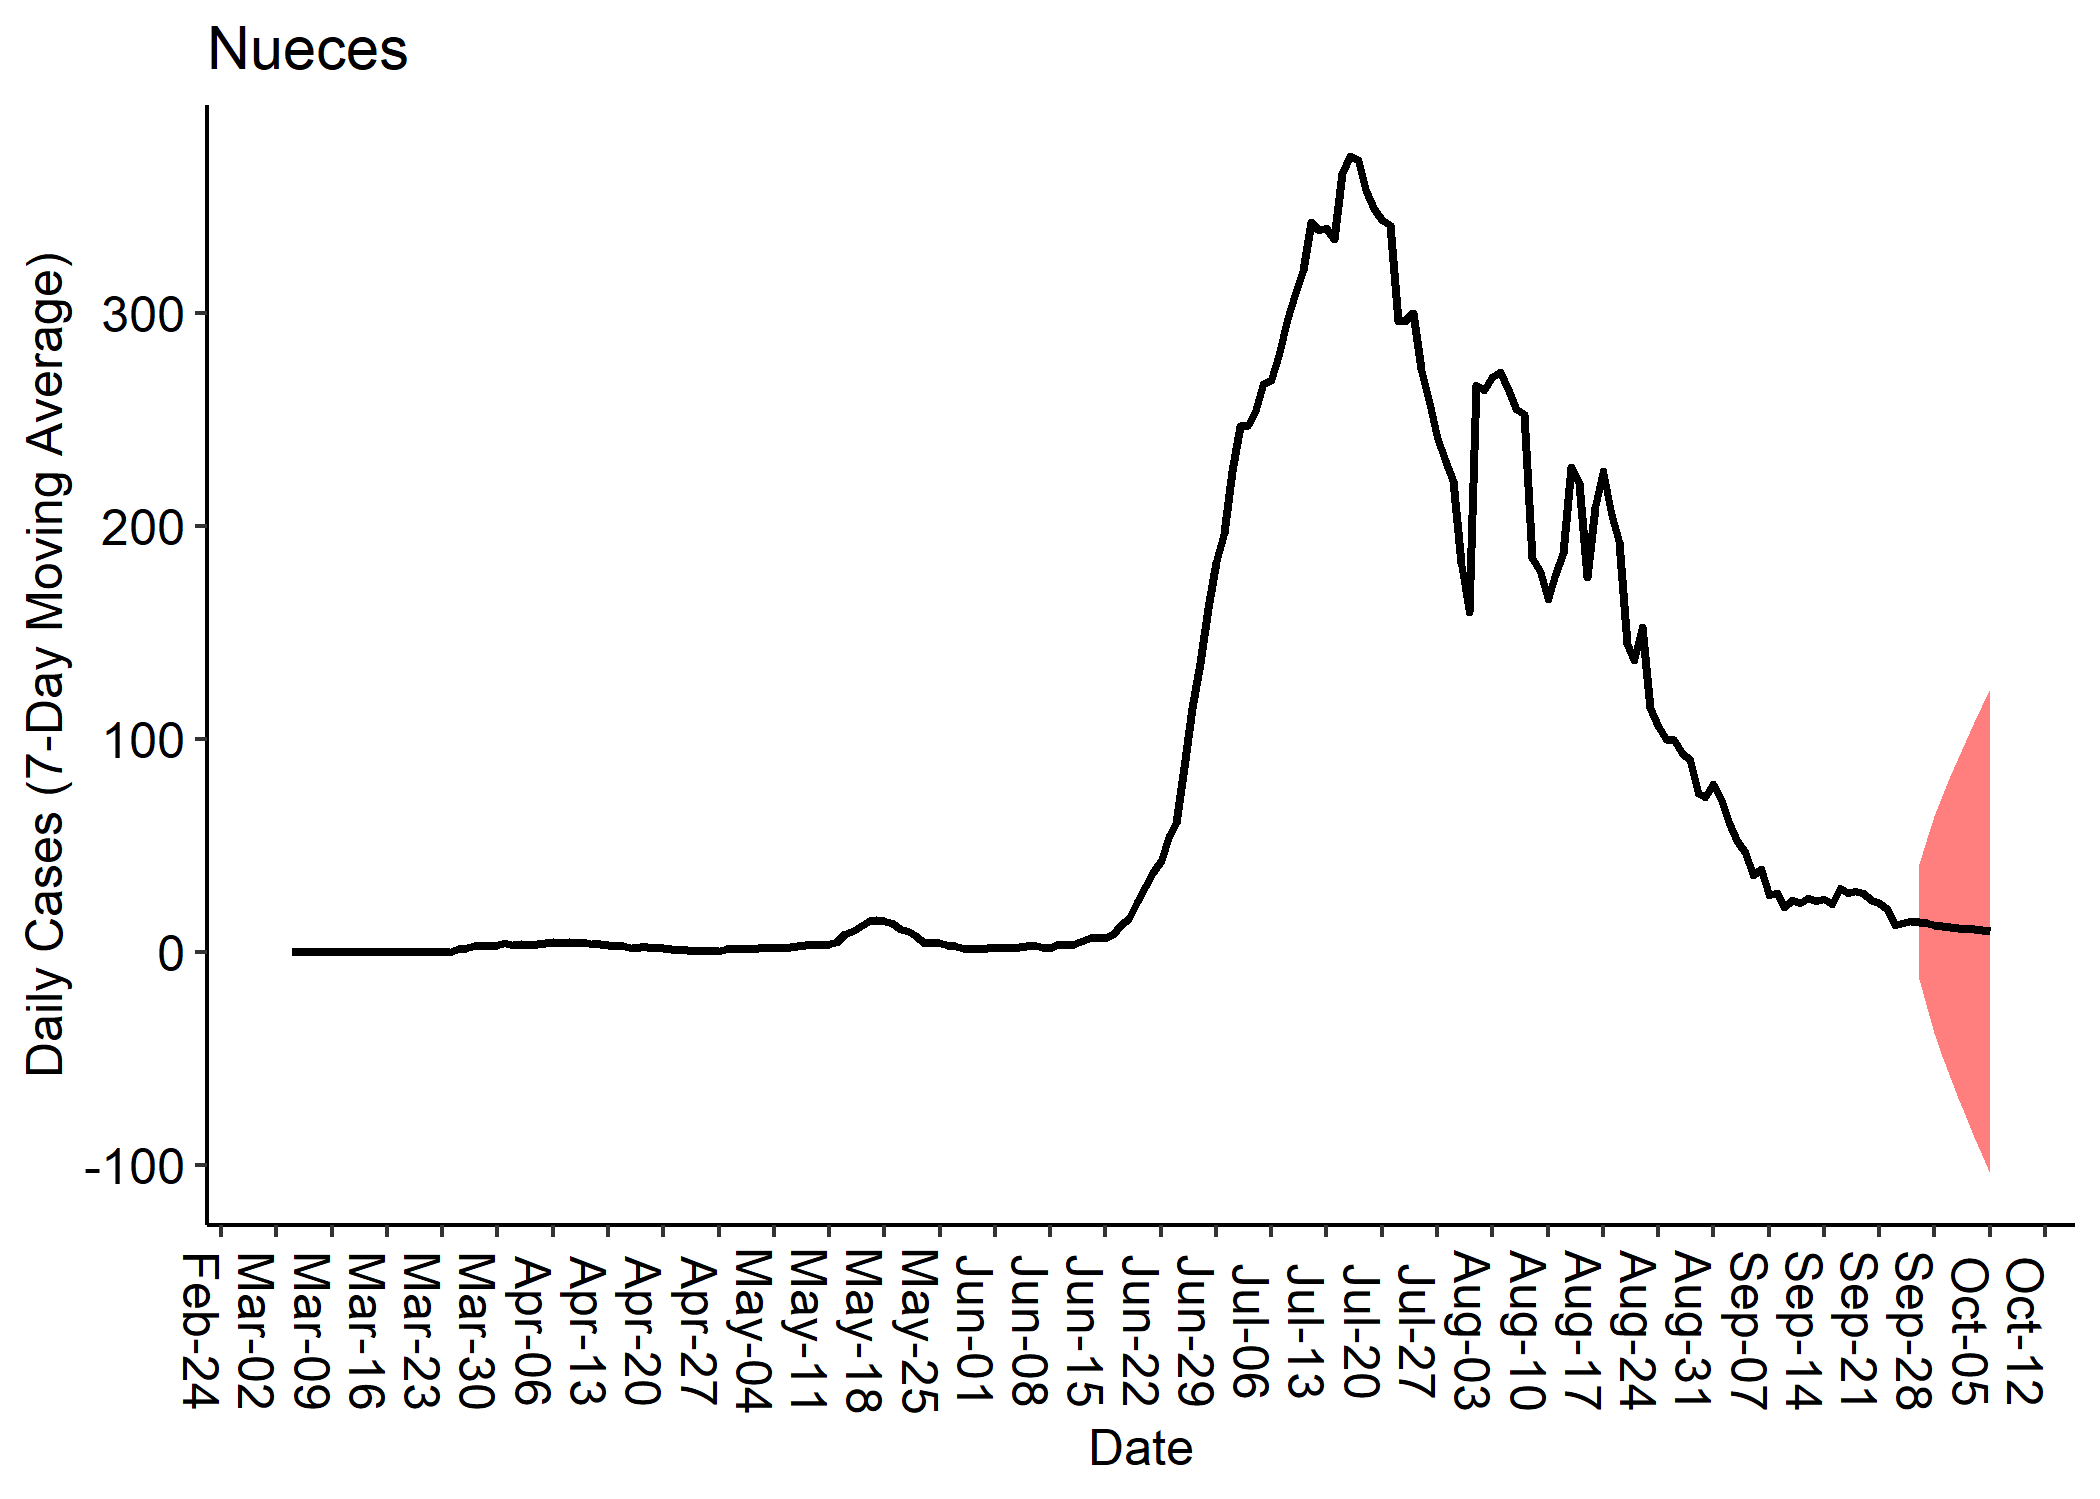 Nueces
Daily Cases (7-Day Moving Average)
300
200
100
0
-100
Feb-24
Mar-02
Mar-09
Mar-16
Mar-23
Mar-30
Apr-06
Apr-13
Apr-20
Apr-27
May-04
May-11
May-18
May-25
Jun-01
Jun-08
Jun-15
Jun-22
Jun-29
Jul-06
Jul-13
Jul-20
Jul-27
Aug-03
Aug-10
Aug-17
Aug-24
Aug-31
Sep-07
Sep-14
Sep-21
Sep-28
Oct-05
Oct-12
Date